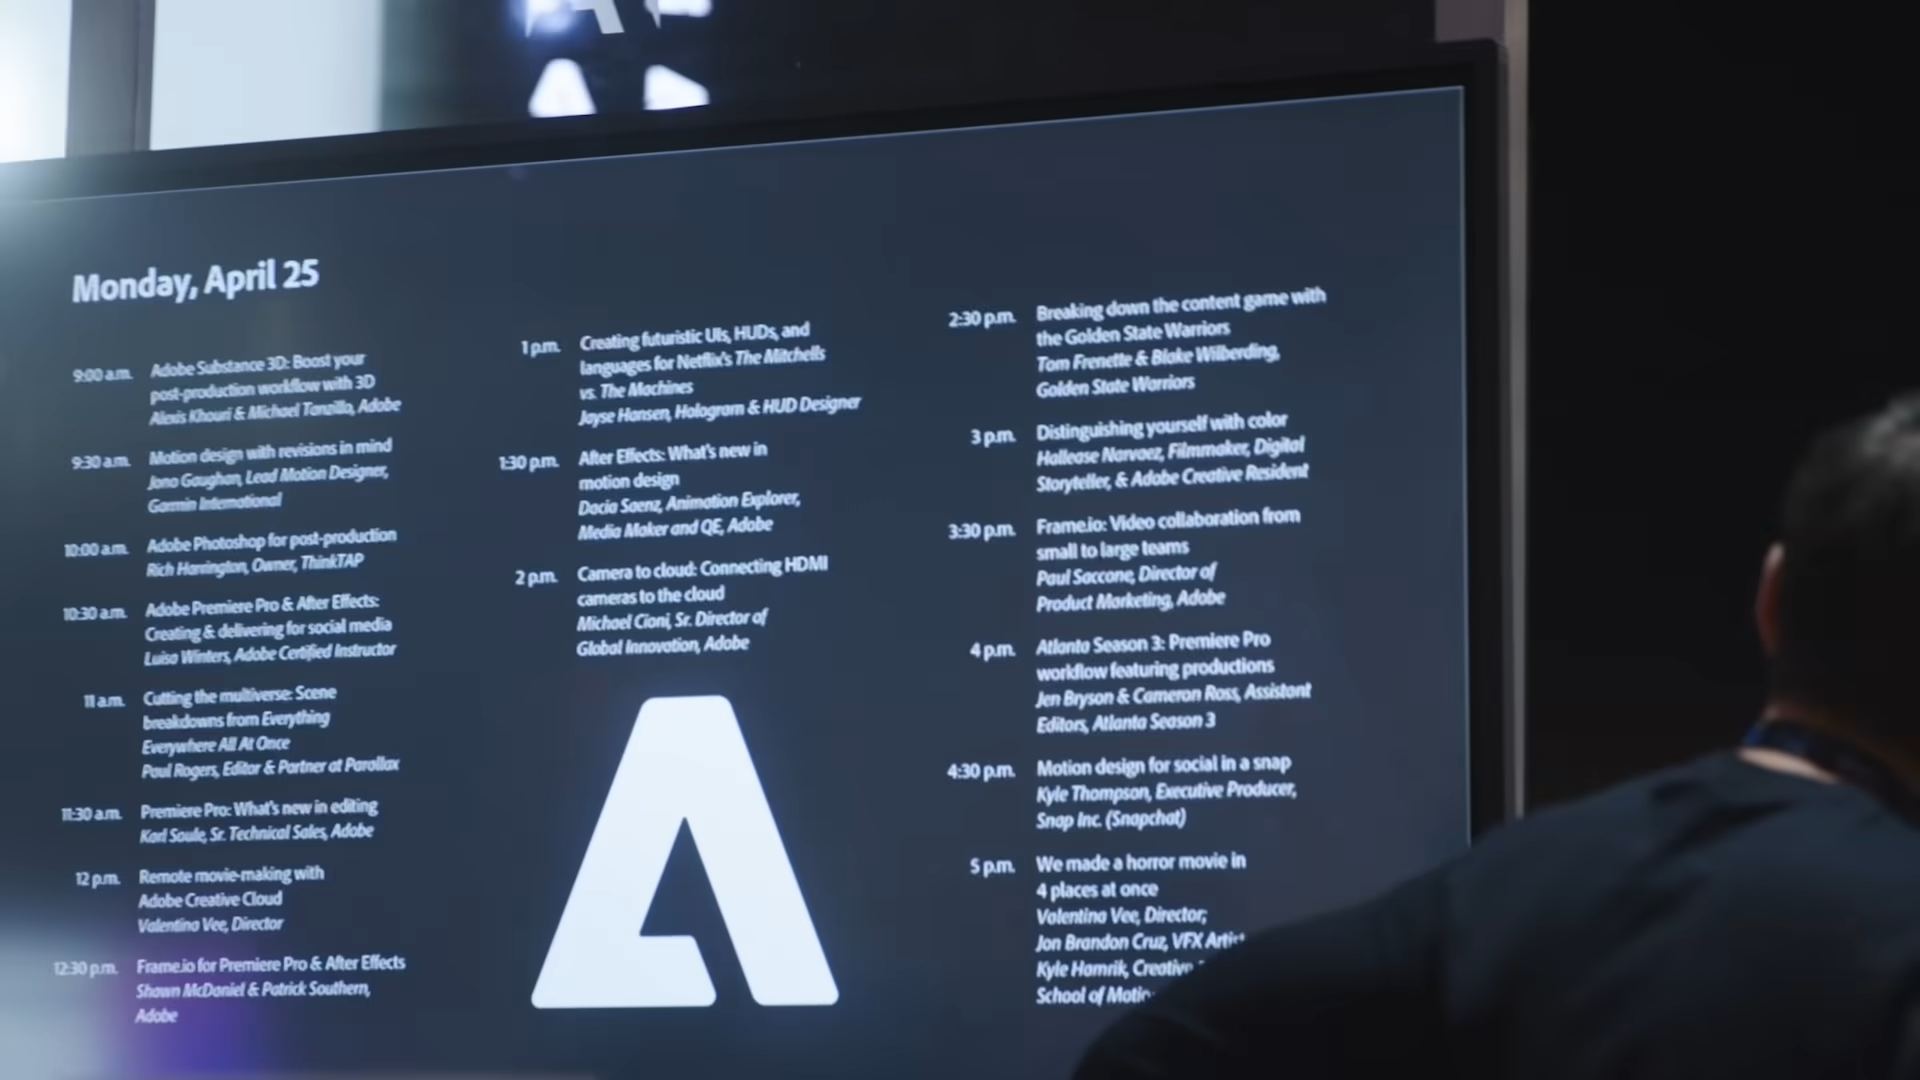 Monday, April 25
9:00 a.m. Adobe Substance 3D: Boost your
post-production workflow with 3D
Alexis Khouri & Michael Tanzillo, Adobe
9:30 a.m. Motion design with revisions in mind
Jono Gaughan, Lead Motion Designer,
Garmin International
10:00 a.m. Adobe Photoshop for post-production
Rich Harrington, Owner, ThinkTAP
10:30 a.m. Adobe Premiere Pro & After Effects:
Creating & delivering for social media
Luisa Winters, Adobe Certified Instructor
11 a.m. Cutting the multiverse: Scene
breakdowns from Everything
Everywhere All At Once
Paul Rogers, Editor & Partner at Parallax
11:30 a.m. Premiere Pro: What's new in editing
Karl Soule, Sr. Technical Sales, Adobe
12 p.m. Remote movie-making with
Adobe Creative Cloud
Valentina Vee, Director
12:30 p.m. Frame.io for Premiere Pro & After Effects
Shawn McDaniel & Patrick Southern,
Adobe
1 p.m. Creating futuristic UIs, HUDs, and
languages for Netflix's The Mitchells
vs. The Machines
Jayse Hansen, Hologram & HUD Designer
1:30 p.m. After Effects: What's new in
motion design
Dacia Saenz, Animation Explorer,
Media Maker and QE, Adobe
2 p.m. Camera to cloud: Connecting HDMI
cameras to the cloud
Michael Cioni, Sr. Director of
Global Innovation, Adobe
2:30 p.m. Breaking down the content game with
the Golden State Warriors
Tom Frenette & Blake Wilberding,
Golden State Warriors
3 p.m. Distinguishing yourself with color
Hallease Narvaez, Filmmaker, Digital
Storyteller, & Adobe Creative Resident
3:30 p.m. Frame.io: Video collaboration from
small to large teams
Paul Saccone, Director of
Product Marketing, Adobe
4 p.m. Atlanta Season 3: Premiere Pro
workflow featuring productions
Jen Bryson & Cameron Ross, Assistant
Editors, Atlanta Season 3
4:30 p.m. Motion design for social in a snap
Kyle Thompson, Executive Producer,
Snap Inc. (Snapchat)
5 p.m. We made a horror movie in
4 places at once
Valentina Vee, Director;
Jon Brandon Cruz, VFX Artist
Kyle Hamrik, Creative
School of Motio